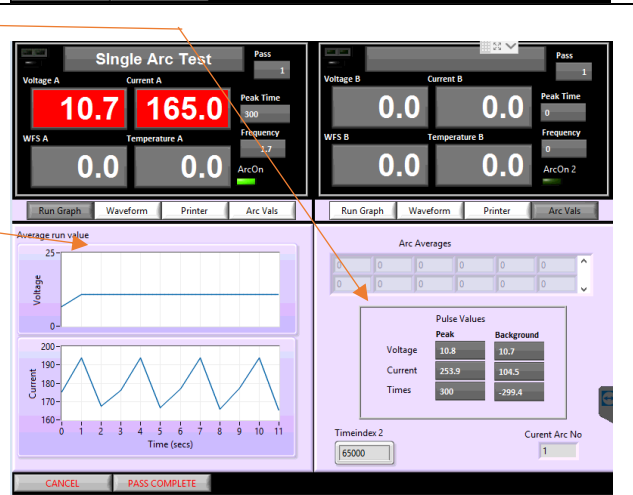 SIngle Arc Test
Pass
1
Voltage A
Current A
10.7
165.0
Peak Time
300
WFS A
Temperature A
Frequency
1.7
0.0
0.0
ArcOn
Pass
1
Voltage B
Current B
0.0
0.0
Peak Time
0
WFS B
Temperature B
Frequency
0
0.0
0.0
ArcOn 2
Run Graph
Waveform
Printer
Arc Vals
Run Graph
Waveform
Printer
Arc Vals
Average run value
25
Voltage
0
200
190
180
170
160
Current
0 1 2 3 4 5 6 7 8 9 10 11
Time (secs)
Arc Averages
0 0 0 0 0 0
0 0 0 0 0 0
Pulse Values
Peak Background
Voltage 10.8 10.7
Current 253.9 104.5
Times 300 -299.4
Timeindex 2
65000
Curent Arc No
1
CANCEL
PASS COMPLETE